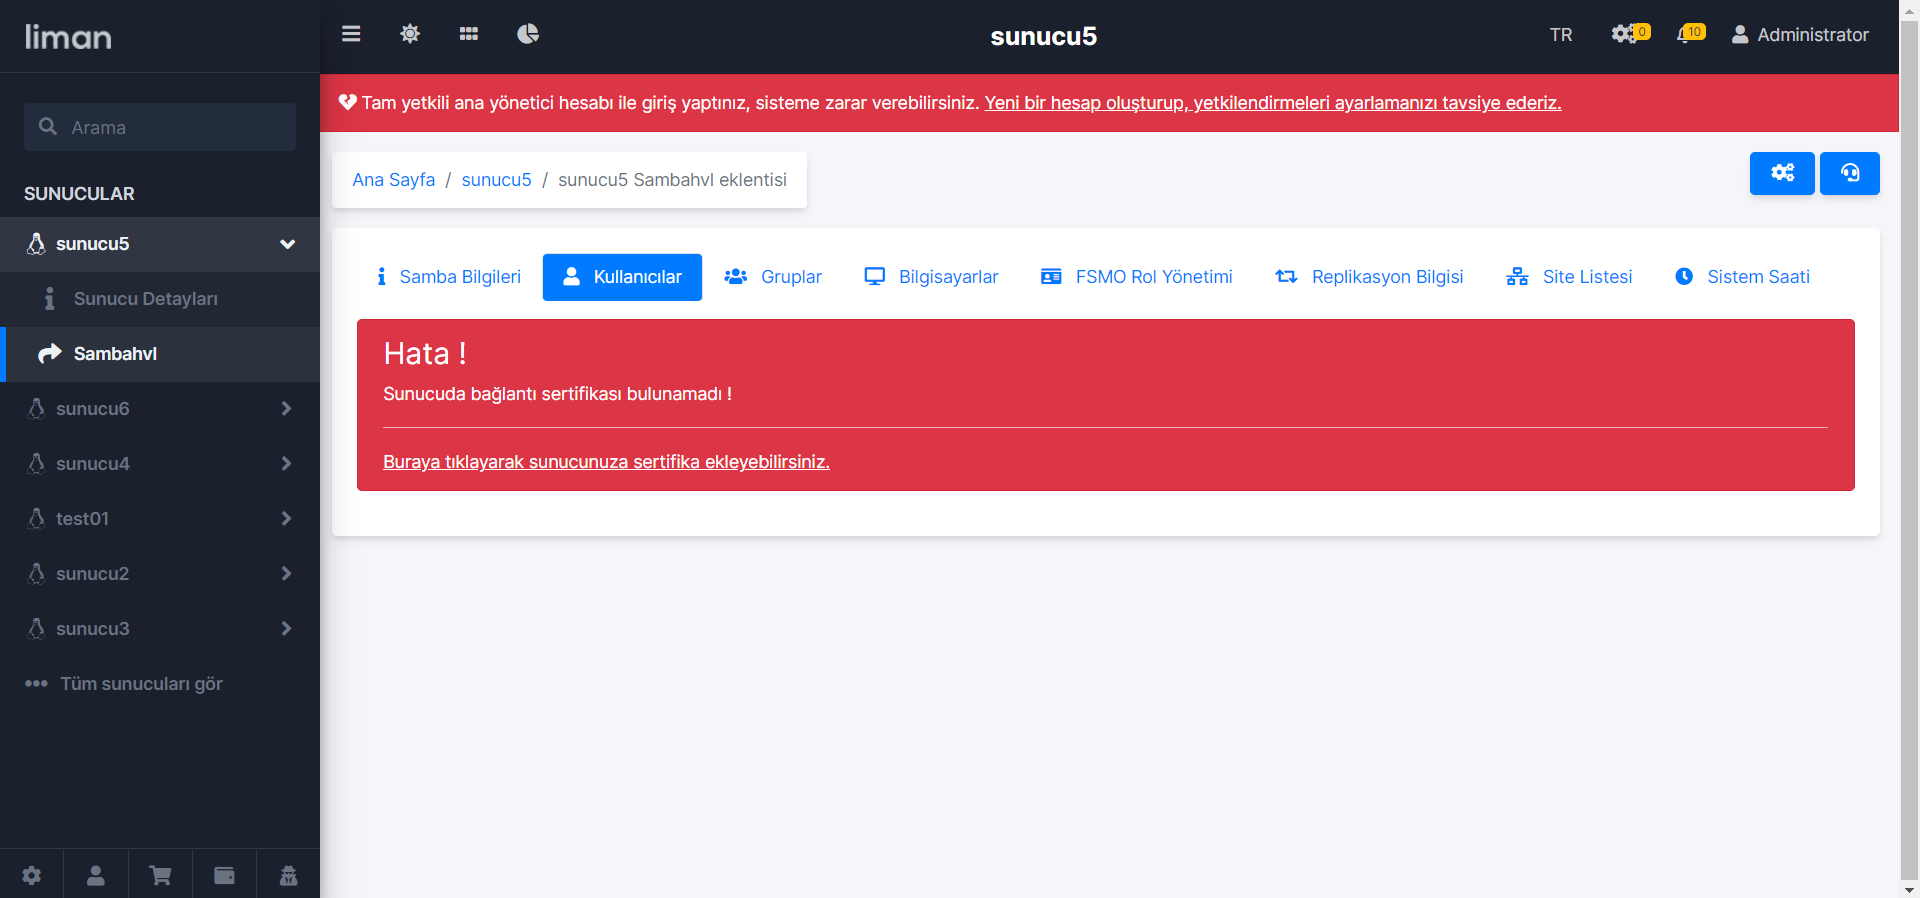 liman
sunucu5
TR
0
10
Administrator
Tam yetkili ana yönetici hesabı ile giriş yaptınız, sisteme zarar verebilirsiniz. Yeni bir hesap oluşturup, yetkilendirmeleri ayarlamanızı tavsiye ederiz.
Arama
SUNUCULAR
sunucu5
Sunucu Detayları
Sambahvl
sunucu6
sunucu4
test01
sunucu2
sunucu3
Tüm sunucuları gör
Ana Sayfa / sunucu5 / sunucu5 Sambahvl eklentisi
Samba Bilgileri
Kullanıcılar
Gruplar
Bilgisayarlar
FSMO Rol Yönetimi
Replikasyon Bilgisi
Site Listesi
Sistem Saati
Hata !
Sunucuda bağlantı sertifikası bulunamadı !
Buraya tıklayarak sunucunuza sertifika ekleyebilirsiniz.